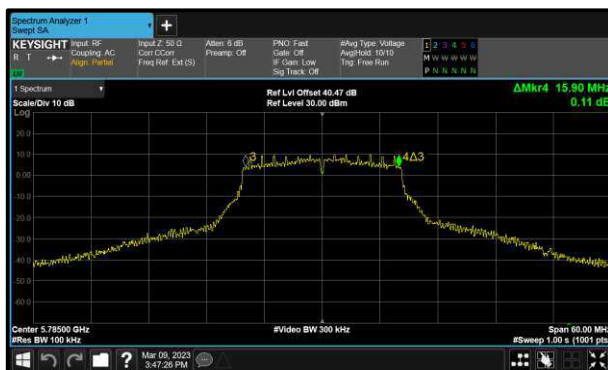 Spectrum Analyzer 1
Swept SA
+
KEYSIGHT
R T
Input: RF
Coupling: AC
Align: Partial
Input Z: 50 Ω
Corr CCorr
Freq Ref: Ext (S)
Atten: 6 dB
Preamp: Off
PNO: Fast
Gate: Off
IF Gain: Low
Sig Track: Off
#Avg Type: Voltage
Avg|Hold: 10/10
Trig: Free Run
1 2 3 4 5 6
M W W W W W
P N N N N N
1 Spectrum
Scale/Div 10 dB
Ref Lvl Offset 40.47 dB
Ref Level 30.00 dBm
ΔMkr4 15.90 MHz
0.11 dB
Log
20.0
10.0
0.00
-10.0
-20.0
-30.0
-40.0
-50.0
-60.0
3
4Δ3
Center 5.78500 GHz
#Res BW 100 kHz
#Video BW 300 kHz
Span 60.00 MHz
#Sweep 1.00 s (1001 pts)
?
Mar 09, 2023
3:47:26 PM